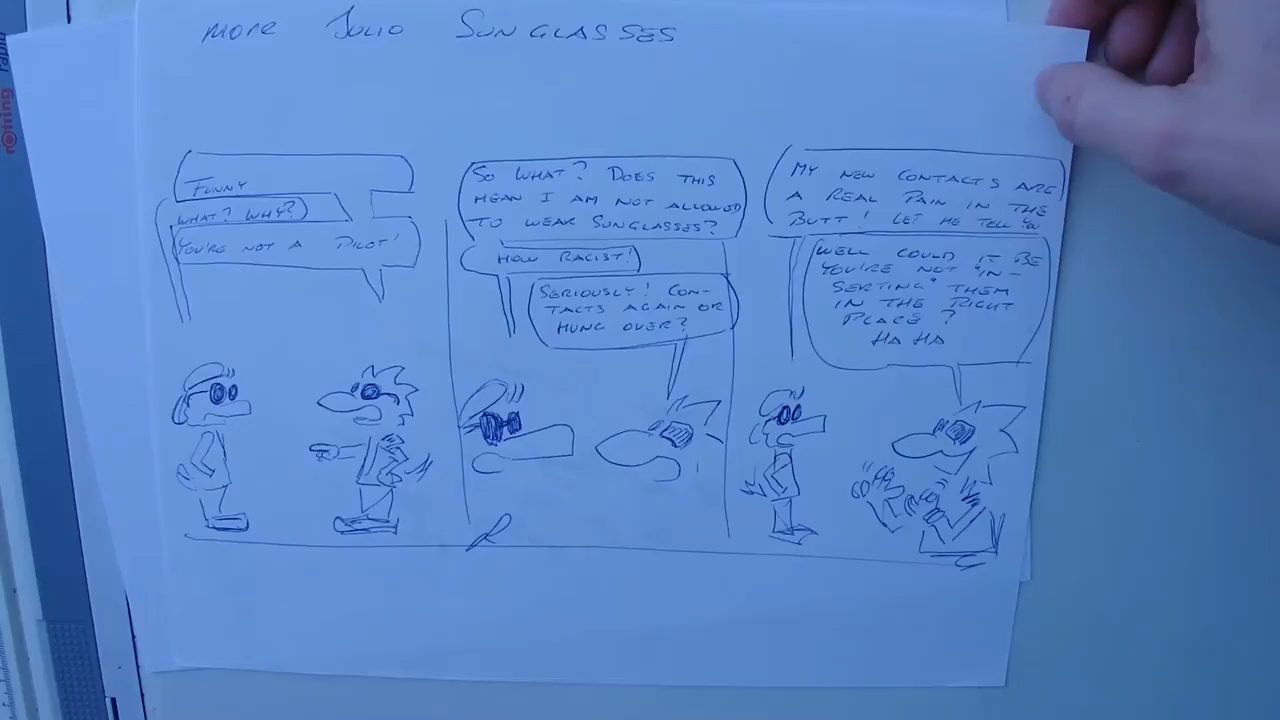 MORE JULIO SUNGLASSES
FUNNY
WHAT? WHY?
YOU'RE NOT A PILOT!
SO WHAT? DOES THIS
MEAN I AM NOT ALLOWED
TO WEAR SUNGLASSES?
HOW RACIST!
SERIOUSLY! CON-
TACTS AGAIN OR
HUNG OVER?
MY NEW CONTACTS ARE
A REAL PAIN IN THE
BUTT! LET ME TELL YOU
WELL COULD IT BE
YOU'RE NOT "IN-
SERTING" THEM
IN THE RIGHT
PLACE?
HA HA
rotring